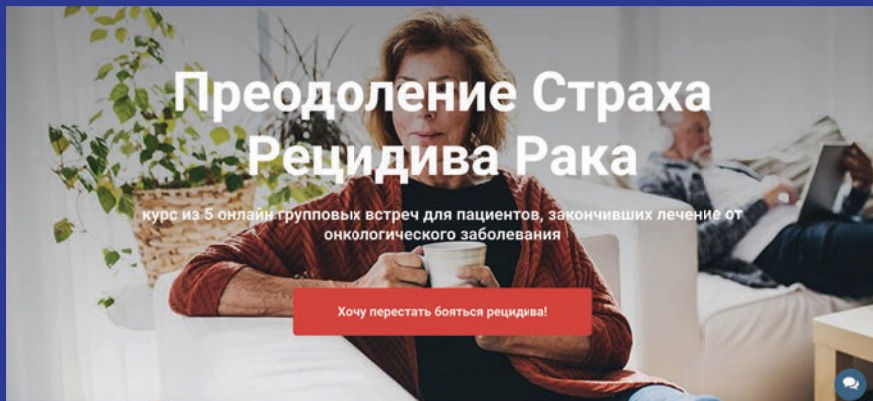 Преодоление Страха
Рецидива Рака
курс из 5 онлайн групповых встреч для пациентов, закончивших лечение от
онкологического заболевания
Хочу перестать бояться рецидива!